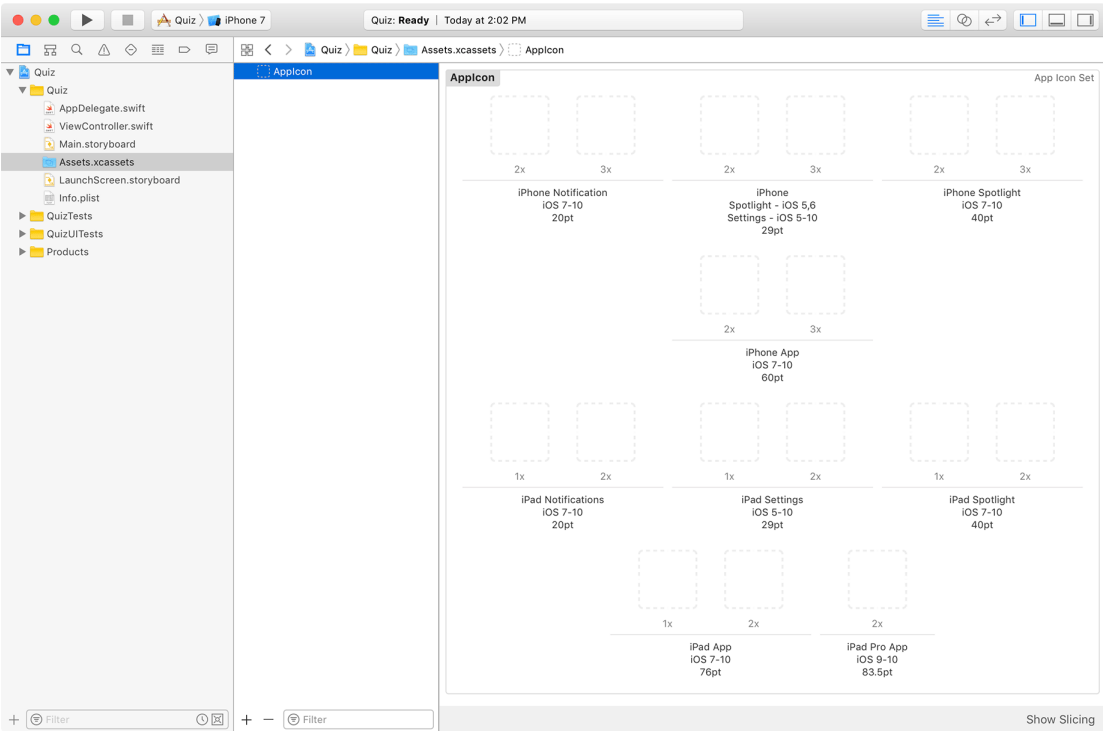 Quiz iPhone 7
Quiz: Ready | Today at 2:02 PM
Quiz Quiz Assets.xcassets AppIcon
Quiz
Quiz
AppDelegate.swift
ViewController.swift
Main.storyboard
Assets.xcassets
LaunchScreen.storyboard
Info.plist
QuizTests
QuizUITests
Products
Filter
AppIcon
Filter
AppIcon
App Icon Set
2x 3x
iPhone Notification
iOS 7-10
20pt
2x 3x
iPhone
Spotlight - iOS 5,6
Settings - iOS 5-10
29pt
2x 3x
iPhone Spotlight
iOS 7-10
40pt
2x 3x
iPhone App
iOS 7-10
60pt
1x 2x
iPad Notifications
iOS 7-10
20pt
1x 2x
iPad Settings
iOS 5-10
29pt
1x 2x
iPad Spotlight
iOS 7-10
40pt
1x 2x
iPad App
iOS 7-10
76pt
2x
iPad Pro App
iOS 9-10
83.5pt
Show Slicing